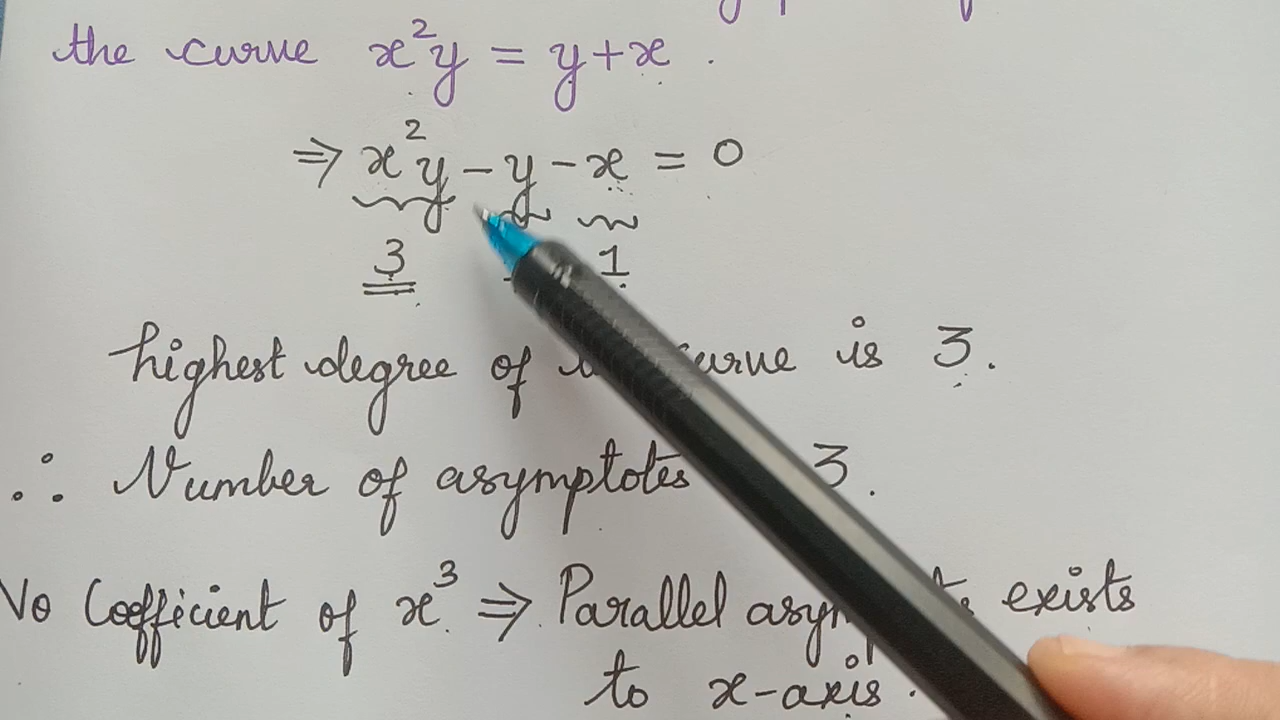 the curve x²y = y+x .
⇒ x²y - y - x = 0
3 1
highest degree of curve is 3.
∴ Number of asymptotes 3.
No Coefficient of x³ ⇒ Parallel exists
to x-axis.